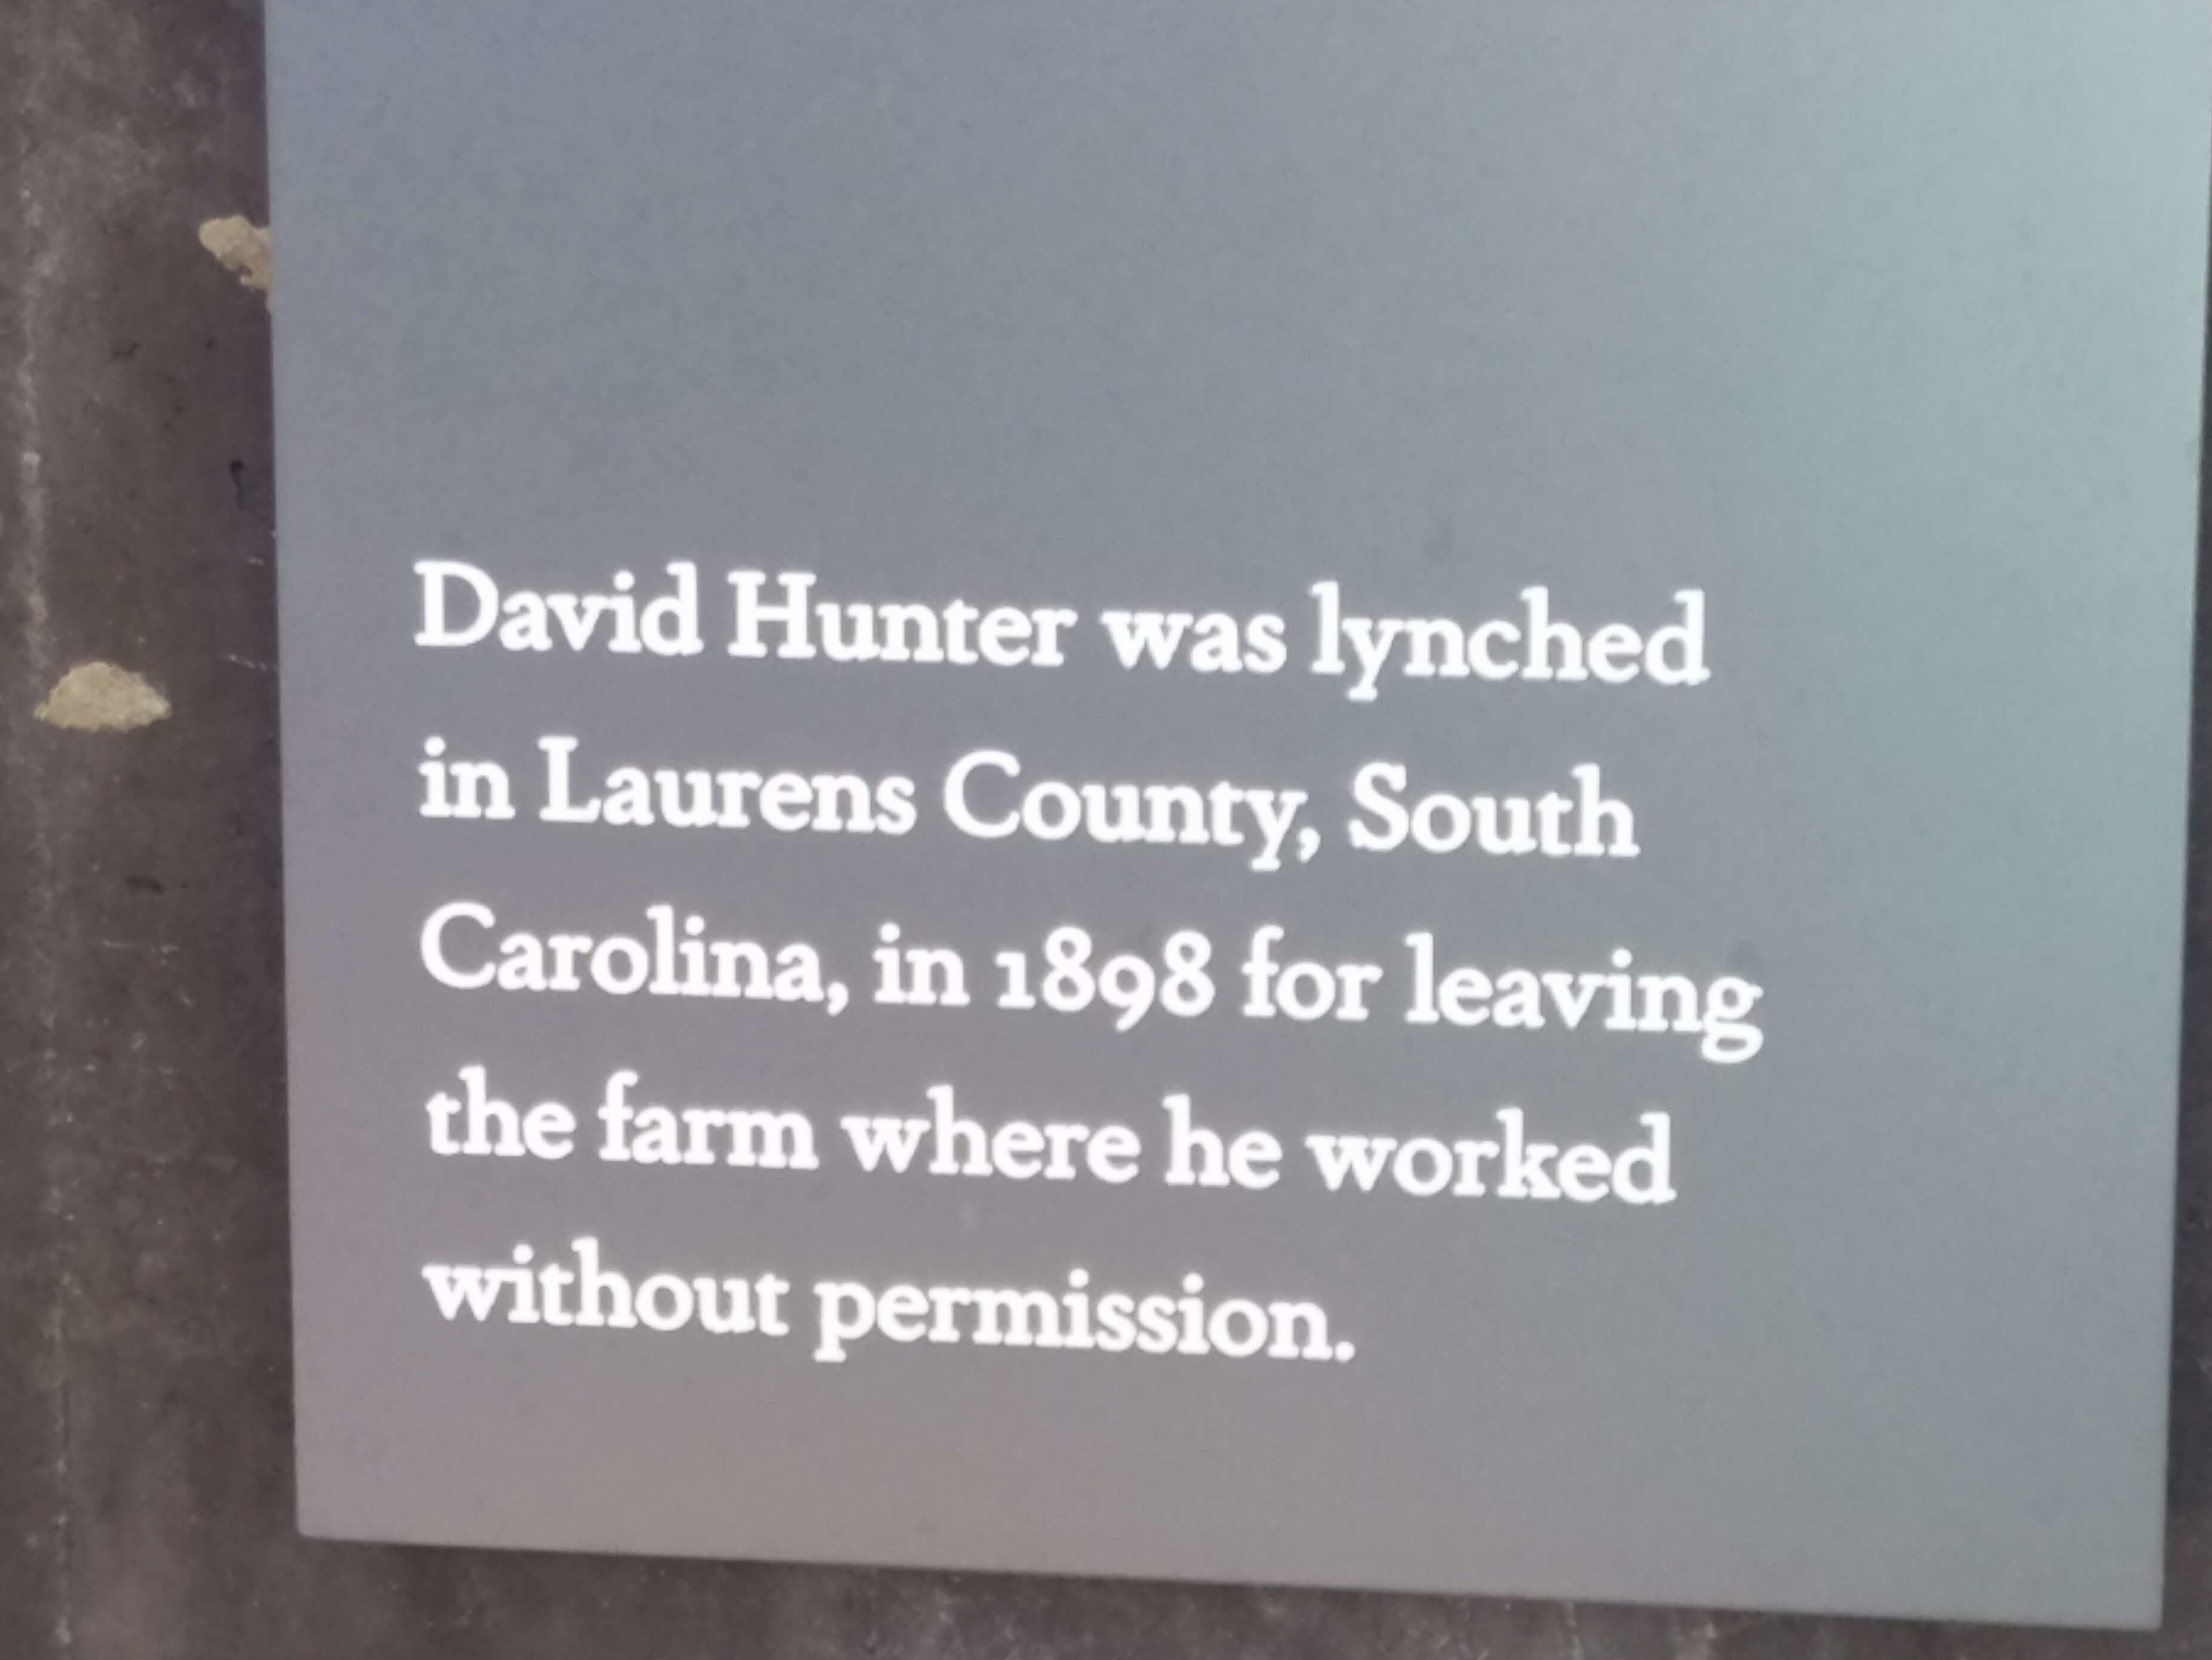 David Hunter was lynched
in Laurens County, South
Carolina, in 1898 for leaving
the farm where he worked
without permission.